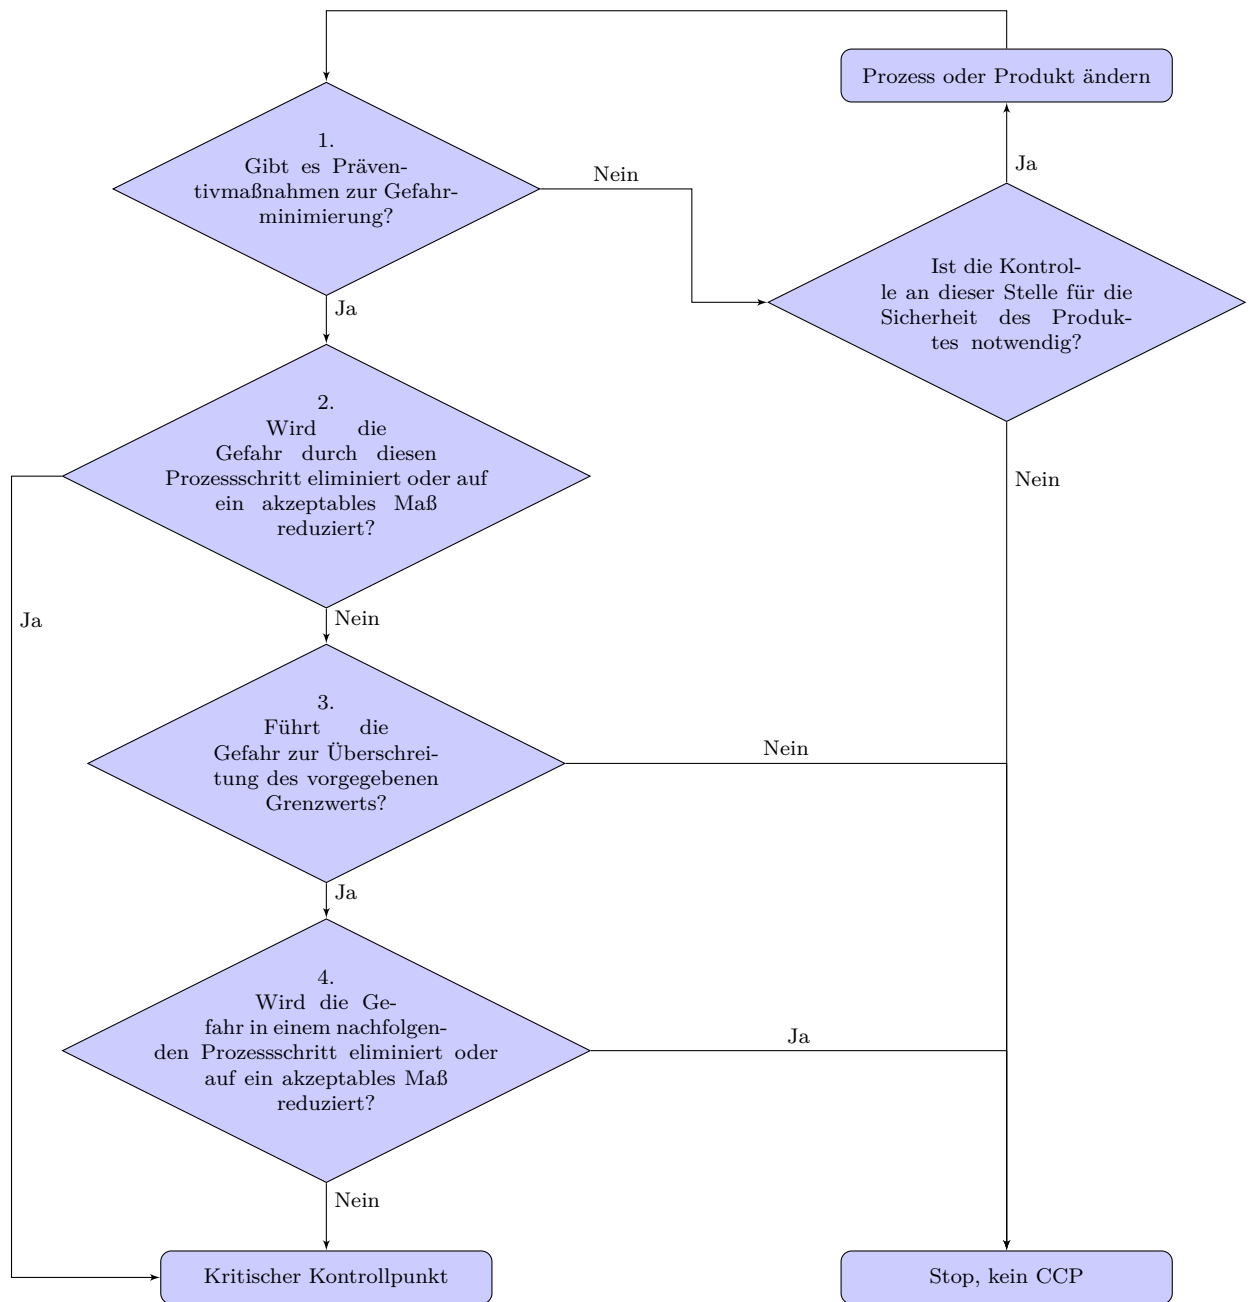 Prozess oder Produkt ändern
1.
Gibt es Präven-
tivmaßnahmen zur Gefahr-
minimierung?
Nein
Ja
Ist die Kontrol-
le an dieser Stelle für die
Sicherheit des Produk-
tes notwendig?
Ja
2.
Wird die
Gefahr durch diesen
Prozessschritt eliminiert oder auf
ein akzeptables Maß
reduziert?
Nein
Ja
Nein
3.
Führt die
Gefahr zur Überschrei-
tung des vorgegebenen
Grenzwerts?
Nein
Ja
4.
Wird die Ge-
fahr in einem nachfolgen-
den Prozessschritt eliminiert oder
auf ein akzeptables Maß
reduziert?
Ja
Nein
Kritischer Kontrollpunkt
Stop, kein CCP